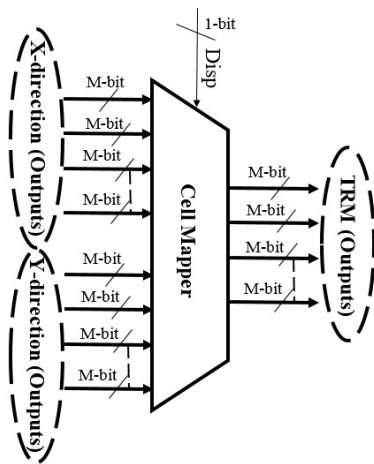 1-bit
Disp
X-direction (Outputs)
M-bit
M-bit
M-bit
M-bit
Y-direction (Outputs)
M-bit
M-bit
M-bit
M-bit
Cell Mapper
M-bit
M-bit
M-bit
M-bit
TRM (Outputs)